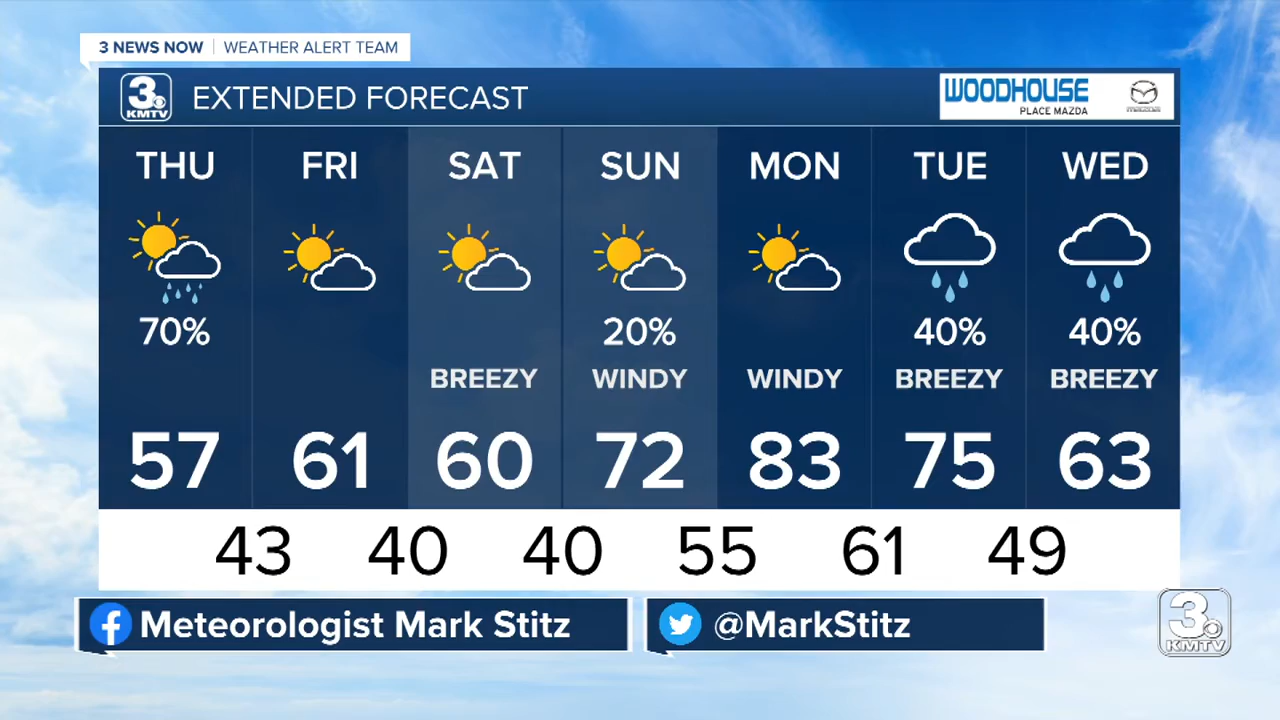 3 NEWS NOW WEATHER ALERT TEAM
3 KMTV EXTENDED FORECAST WOODHOUSE
PLACE MAZDA
THU FRI SAT SUN MON TUE WED
70% 20% 40% 40%
BREEZY WINDY WINDY BREEZY BREEZY
57 61 60 72 83 75 63
43 40 40 55 61 49
Meteorologist Mark Stitz @MarkStitz
3 KMTV